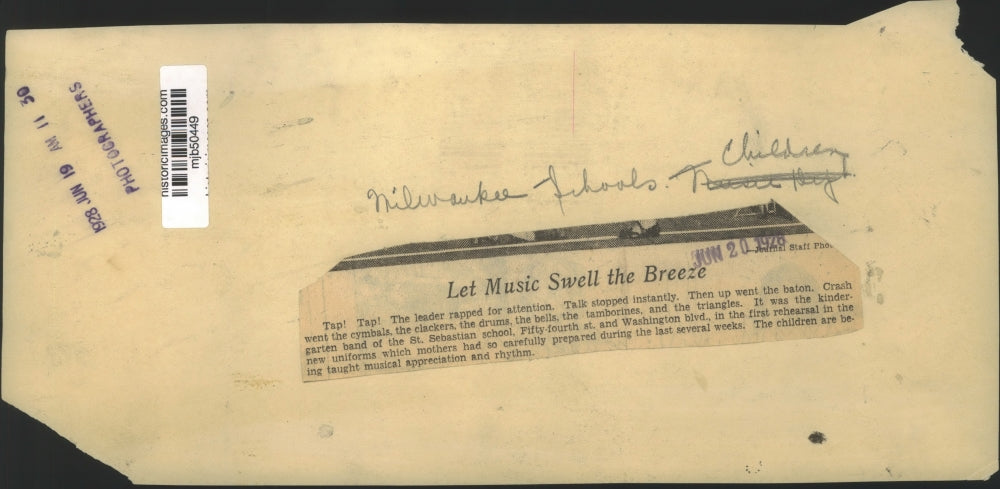 1928 JUN 19 AM 11 30
PHOTOGRAPHERS
historicimages.com
mjb50449
Children
Milwaukee Schools.
JUN 20 1928
—Journal Staff Pho
Let Music Swell the Breeze
Tap! Tap! The leader rapped for attention. Talk stopped instantly. Then up went the baton. Crash
went the cymbals, the clackers, the drums, the bells, the tamborines, and the triangles. It was the kinder-
garten band of the St. Sebastian school, Fifty-fourth st. and Washington blvd., in the first rehearsal in the
new uniforms which mothers had so carefully prepared during the last several weeks. The children are be-
ing taught musical appreciation and rhythm.